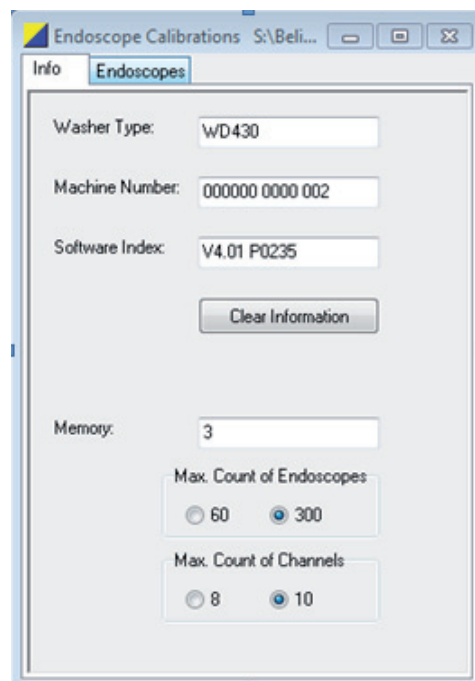 Endoscope Calibrations S:\Beli...
Info Endoscopes
Washer Type: WD430
Machine Number: 000000 0000 002
Software Index: V4.01 P0235
Clear Information
Memory: 3
Max. Count of Endoscopes
60 300
Max. Count of Channels
8 10